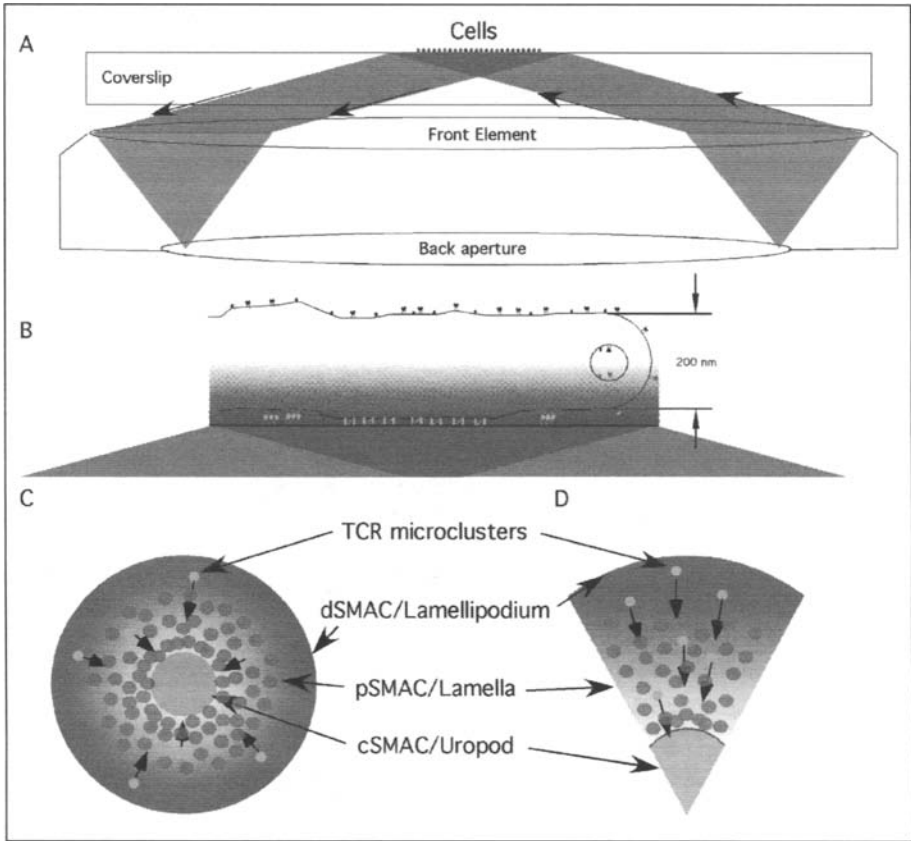 A
Cells
Coverslip
Front Element
Back aperture
B
200 nm
C
D
TCR microclusters
dSMAC/Lamellipodium
pSMAC/Lamella
cSMAC/Uropod